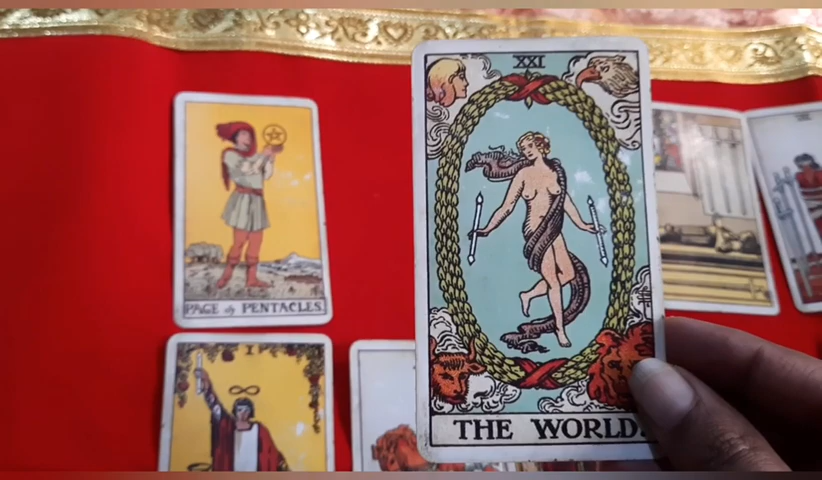 XXI
THE WORLD.
PAGE of PENTACLES.
I